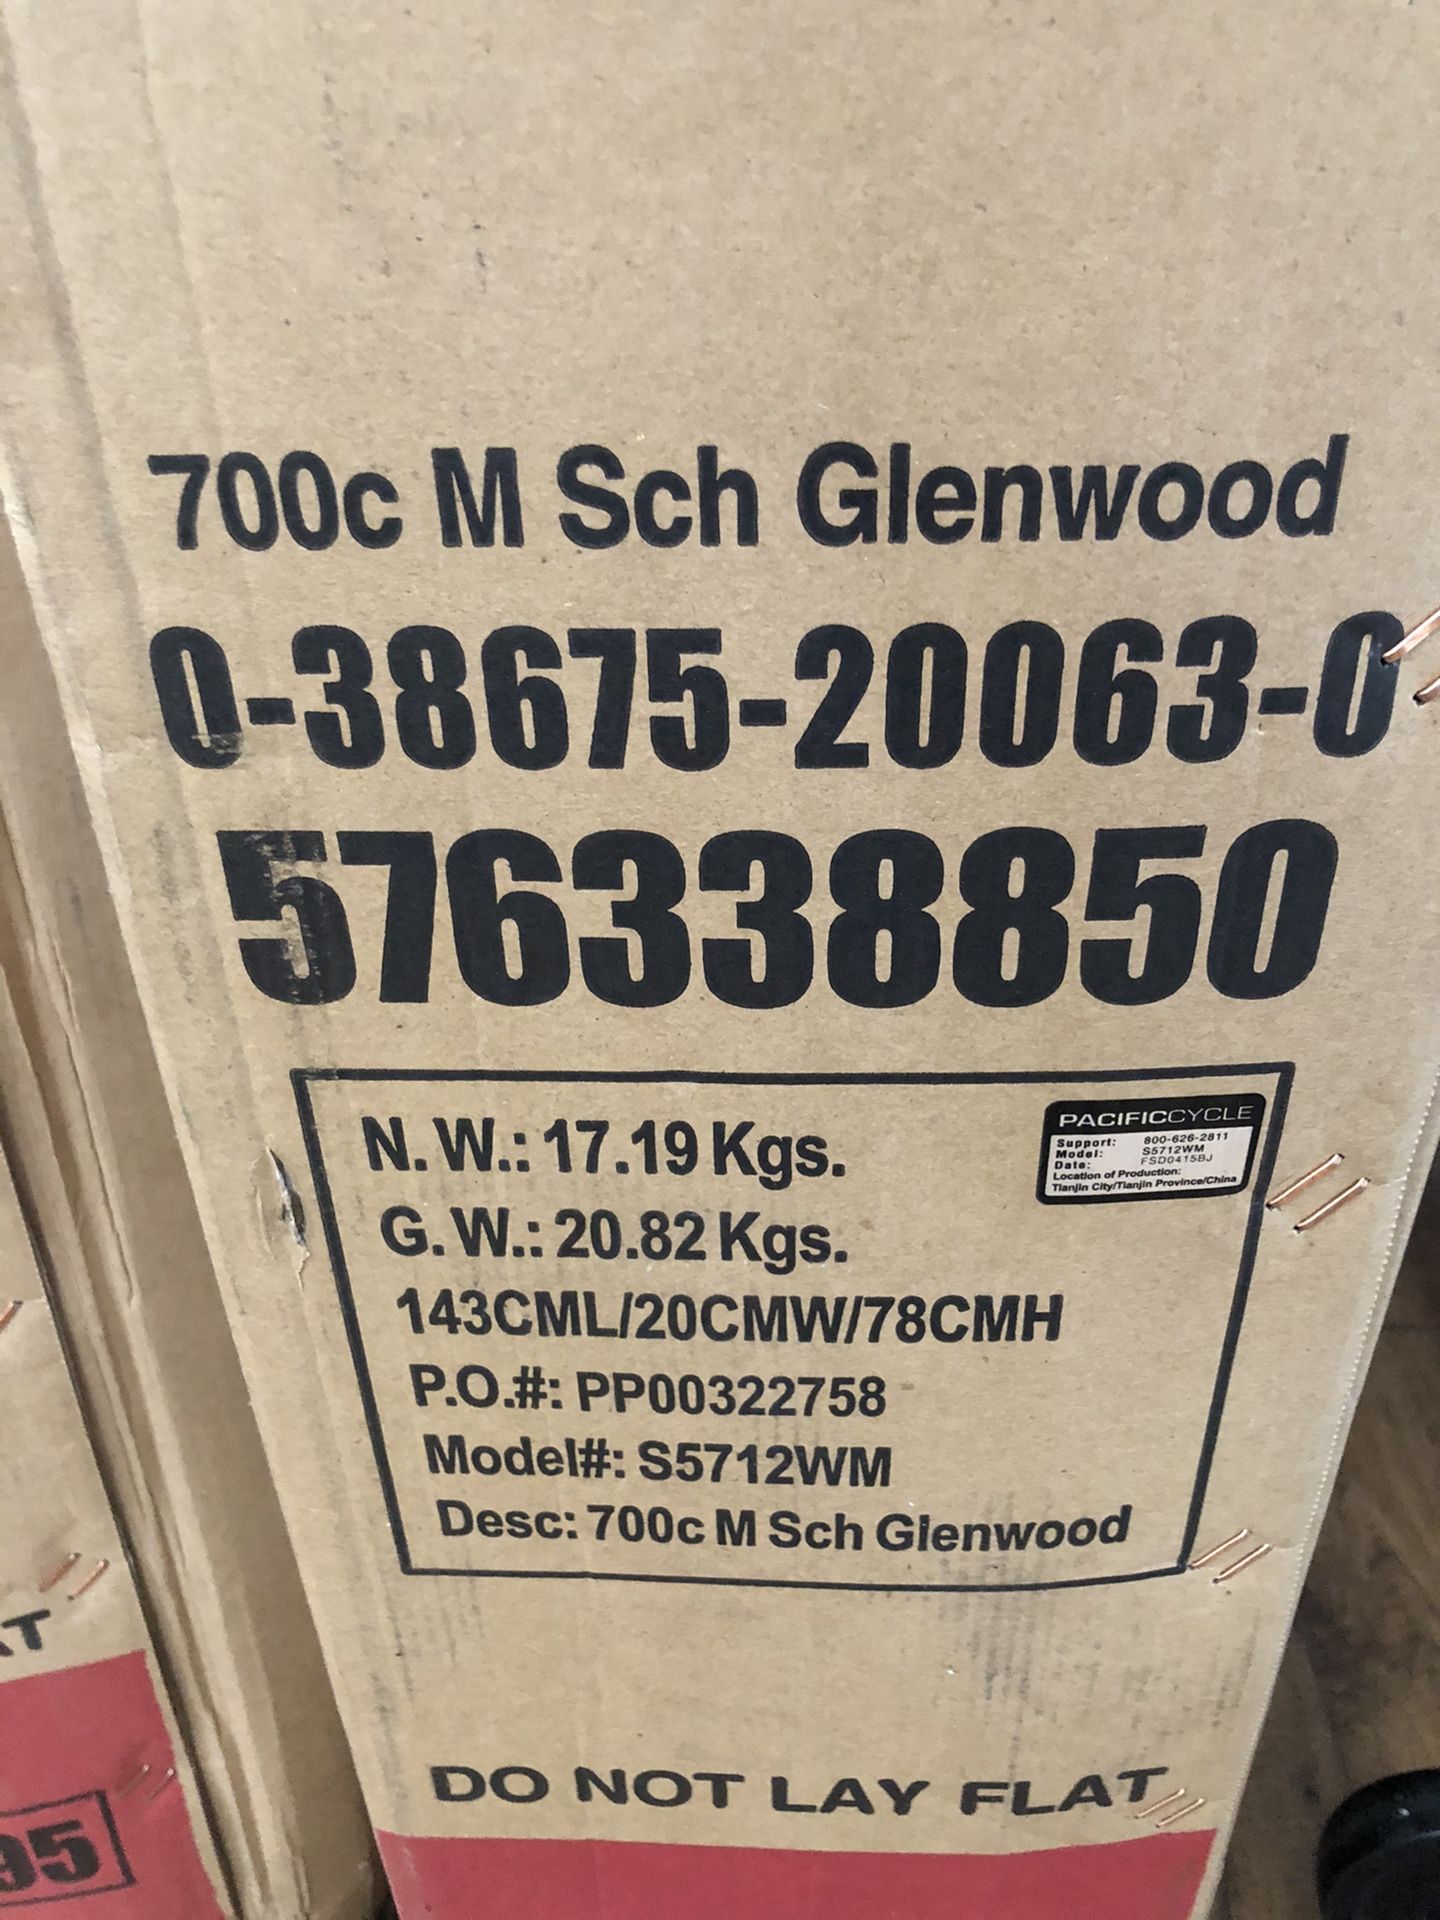 700c M Sch Glenwood
0-38675-20063-0
576338850
N. W.: 17.19 Kgs.
G. W.: 20.82 Kgs.
143CML/20CMW/78CMH
P.O.#: PP00322758
Model#: S5712WM
Desc: 700c M Sch Glenwood
PACIFICCYCLE
Support: 800-626-2811
Model: S5712WM
Date: FSD0415BJ
Location of Production:
Tianjin City/Tianjin Province/China
DO NOT LAY FLAT
AT
95